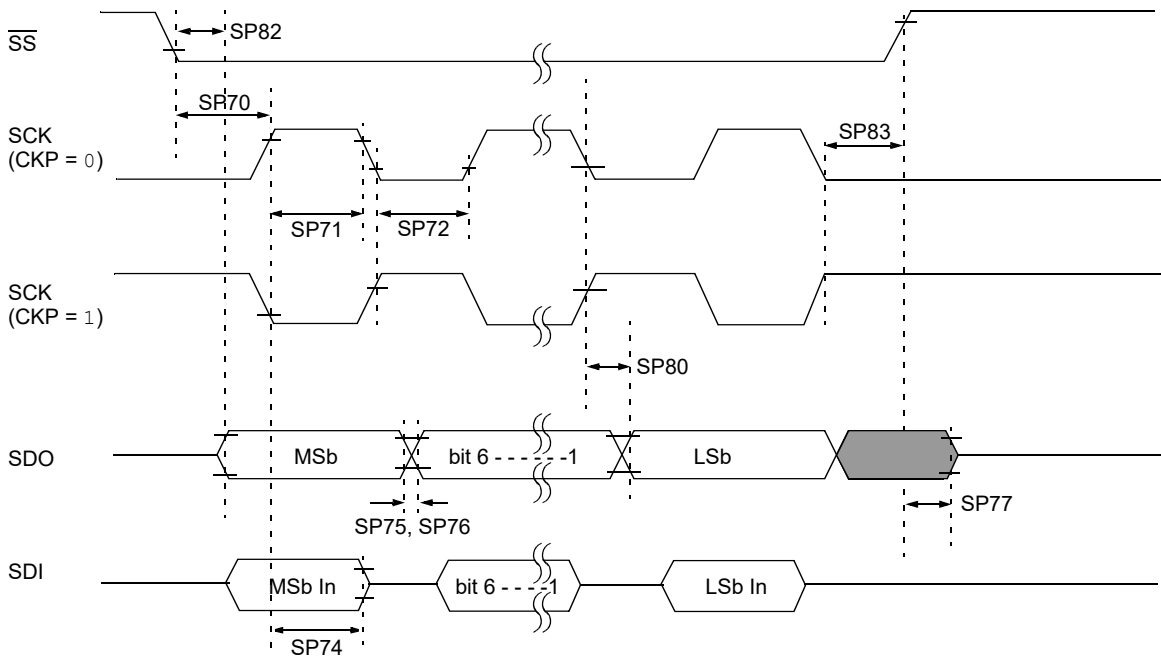 SS
SP82
SP70
SCK
(CKP = 0)
SP83
SP71
SP72
SCK
(CKP = 1)
SP80
SDO
MSb
bit 6 - - - - - - -1
LSb
SP75, SP76
SP77
SDI
MSb In
bit 6 - - - -1
LSb In
SP74